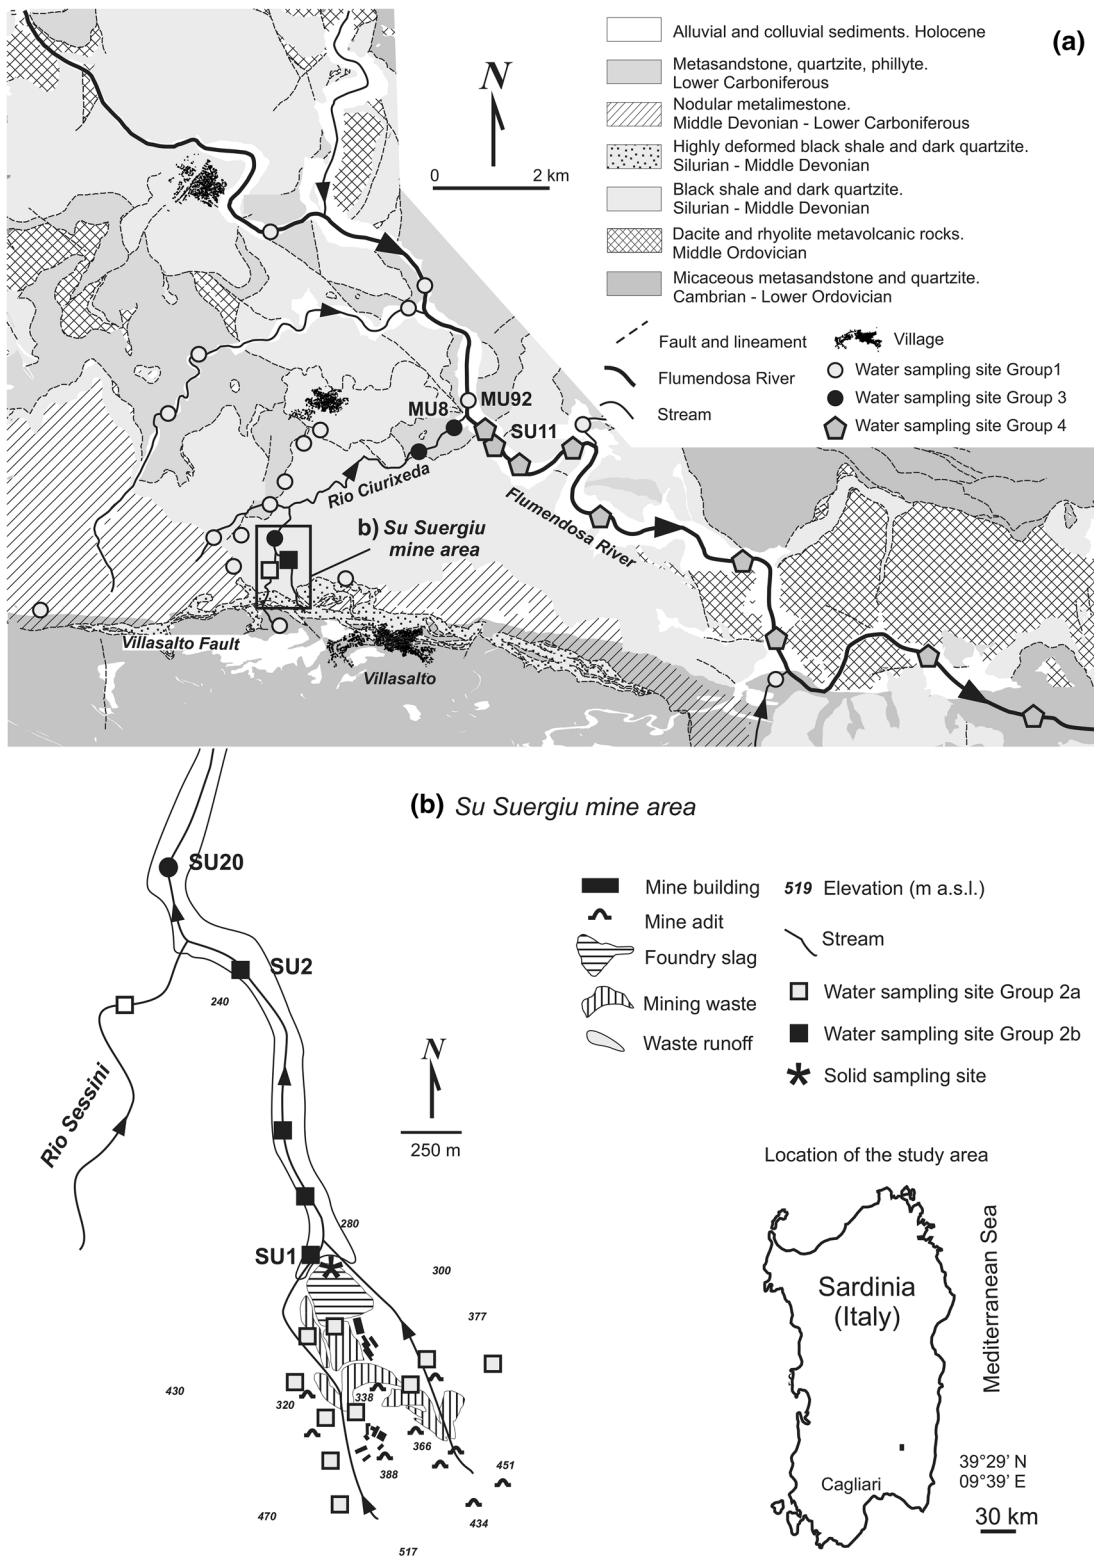 (a)
Alluvial and colluvial sediments. Holocene
Metasandstone, quartzite, phillyte.
Lower Carboniferous
Nodular metalimestone.
Middle Devonian - Lower Carboniferous
Highly deformed black shale and dark quartzite.
Silurian - Middle Devonian
Black shale and dark quartzite.
Silurian - Middle Devonian
Dacite and rhyolite metavolcanic rocks.
Middle Ordovician
Micaceous metasandstone and quartzite.
Cambrian - Lower Ordovician
Fault and lineament
Flumendosa River
Stream
Village
Water sampling site Group1
Water sampling site Group 3
Water sampling site Group 4
N
0 2 km
MU8
MU92
SU11
Rio Ciurixeda
Flumendosa River
b) Su Suergiu
mine area
Villasalto Fault
Villasalto
(b) Su Suergiu mine area
SU20
SU2
240
Rio Sessini
N
250 m
280
SU1
300
377
430
320
338
366
388
451
470
434
517
Mine building
Mine adit
Foundry slag
Mining waste
Waste runoff
519 Elevation (m a.s.l.)
Stream
Water sampling site Group 2a
Water sampling site Group 2b
Solid sampling site
Location of the study area
Sardinia
(Italy)
Mediterranean Sea
Cagliari
39°29' N
09°39' E
30 km